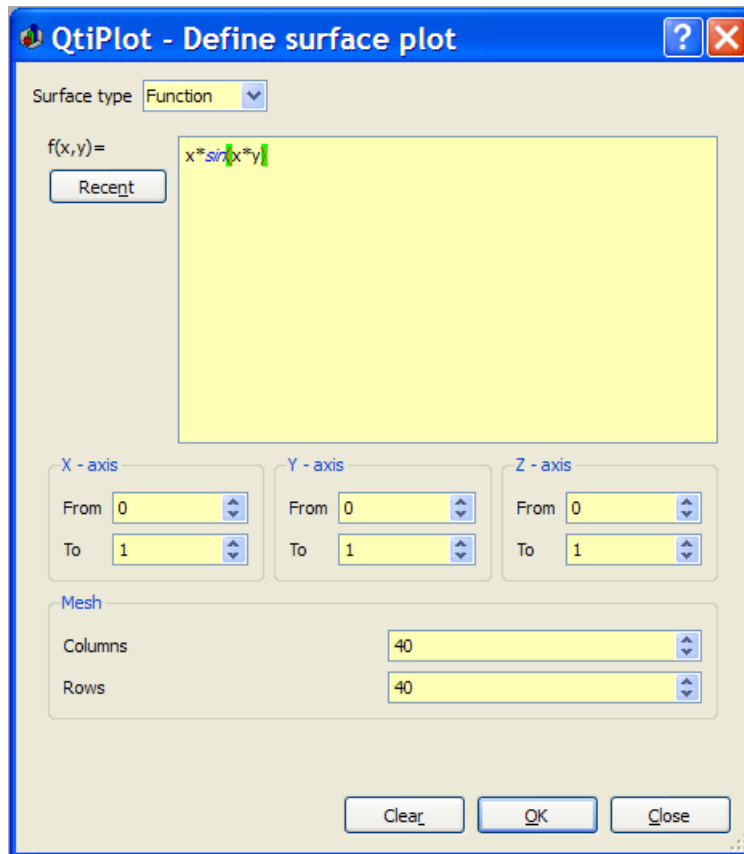 QtiPlot - Define surface plot
Surface type Function
f(x,y)=
x*sin(x*y)
Recent
X - axis Y - axis Z - axis
From 0 From 0 From 0
To 1 To 1 To 1
Mesh
Columns 40
Rows 40
Clear OK Close